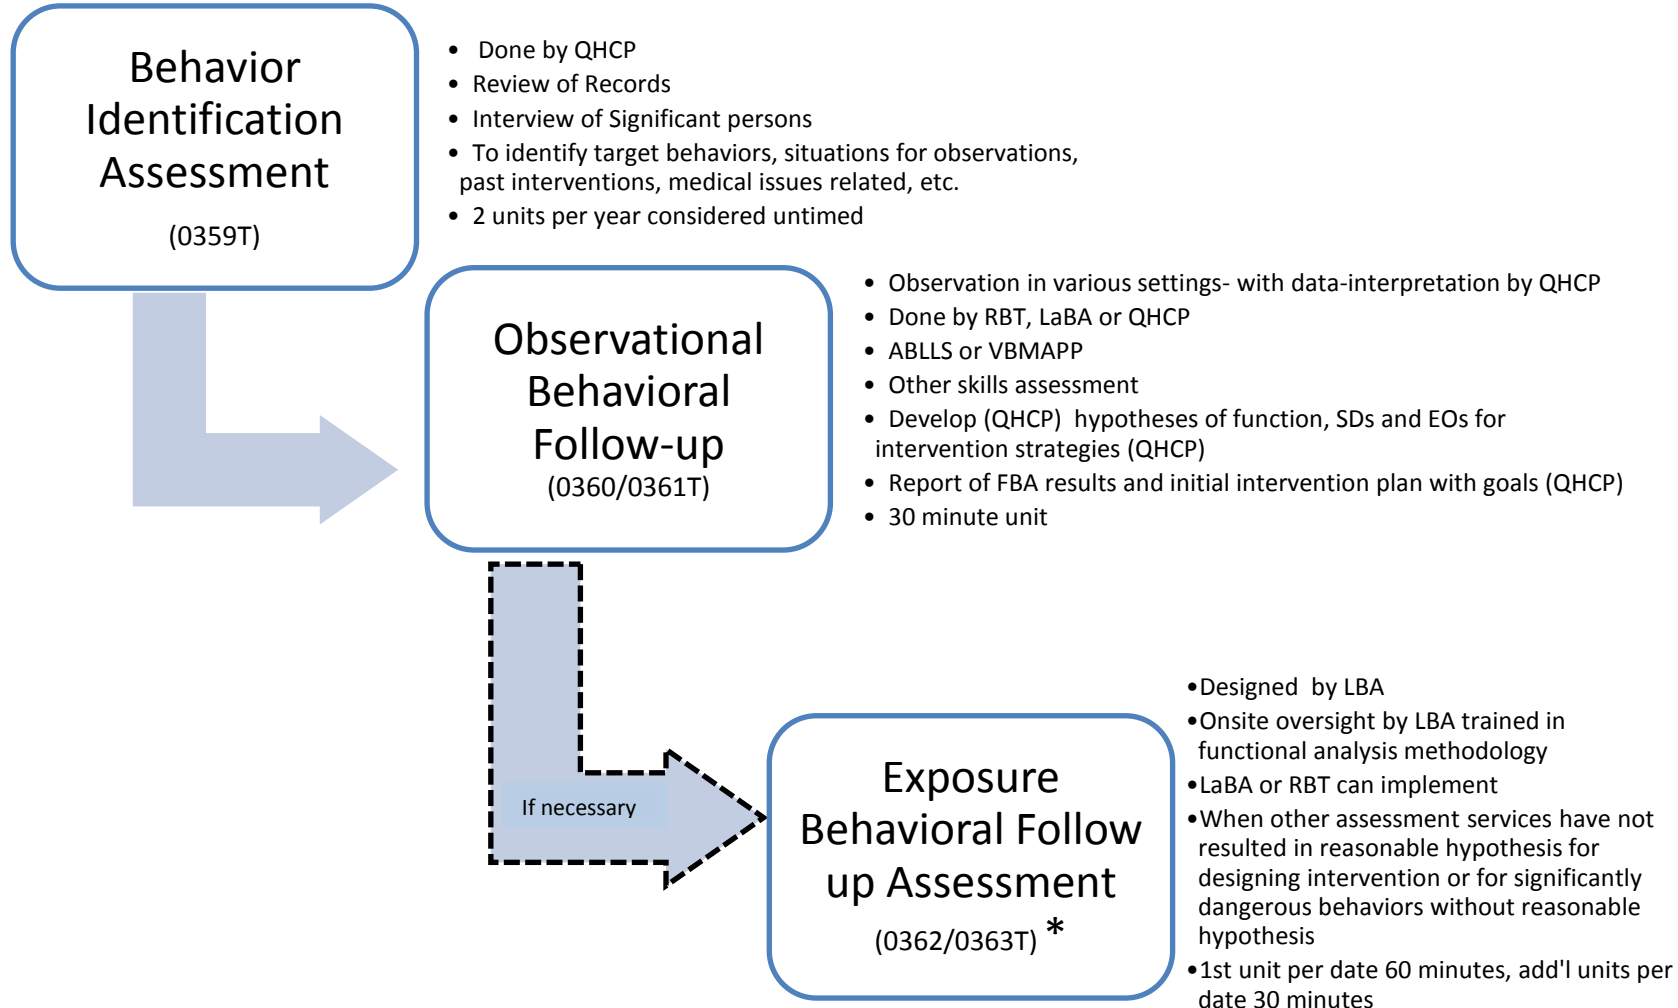 Behavior
Identification
Assessment
(0359T)
• Done by QHCP
• Review of Records
• Interview of Significant persons
• To identify target behaviors, situations for observations,
past interventions, medical issues related, etc.
• 2 units per year considered untimed
Observational
Behavioral
Follow-up
(0360/0361T)
• Observation in various settings- with data-interpretation by QHCP
• Done by RBT, LaBA or QHCP
• ABLLS or VBMAPP
• Other skills assessment
• Develop (QHCP) hypotheses of function, SDs and EOs for
intervention strategies (QHCP)
• Report of FBA results and initial intervention plan with goals (QHCP)
• 30 minute unit
If necessary
Exposure
Behavioral Follow
up Assessment
(0362/0363T) *
•Designed by LBA
•Onsite oversight by LBA trained in
functional analysis methodology
•LaBA or RBT can implement
•When other assessment services have not
resulted in reasonable hypothesis for
designing intervention or for significantly
dangerous behaviors without reasonable
hypothesis
•1st unit per date 60 minutes, add'l units per
date 30 minutes